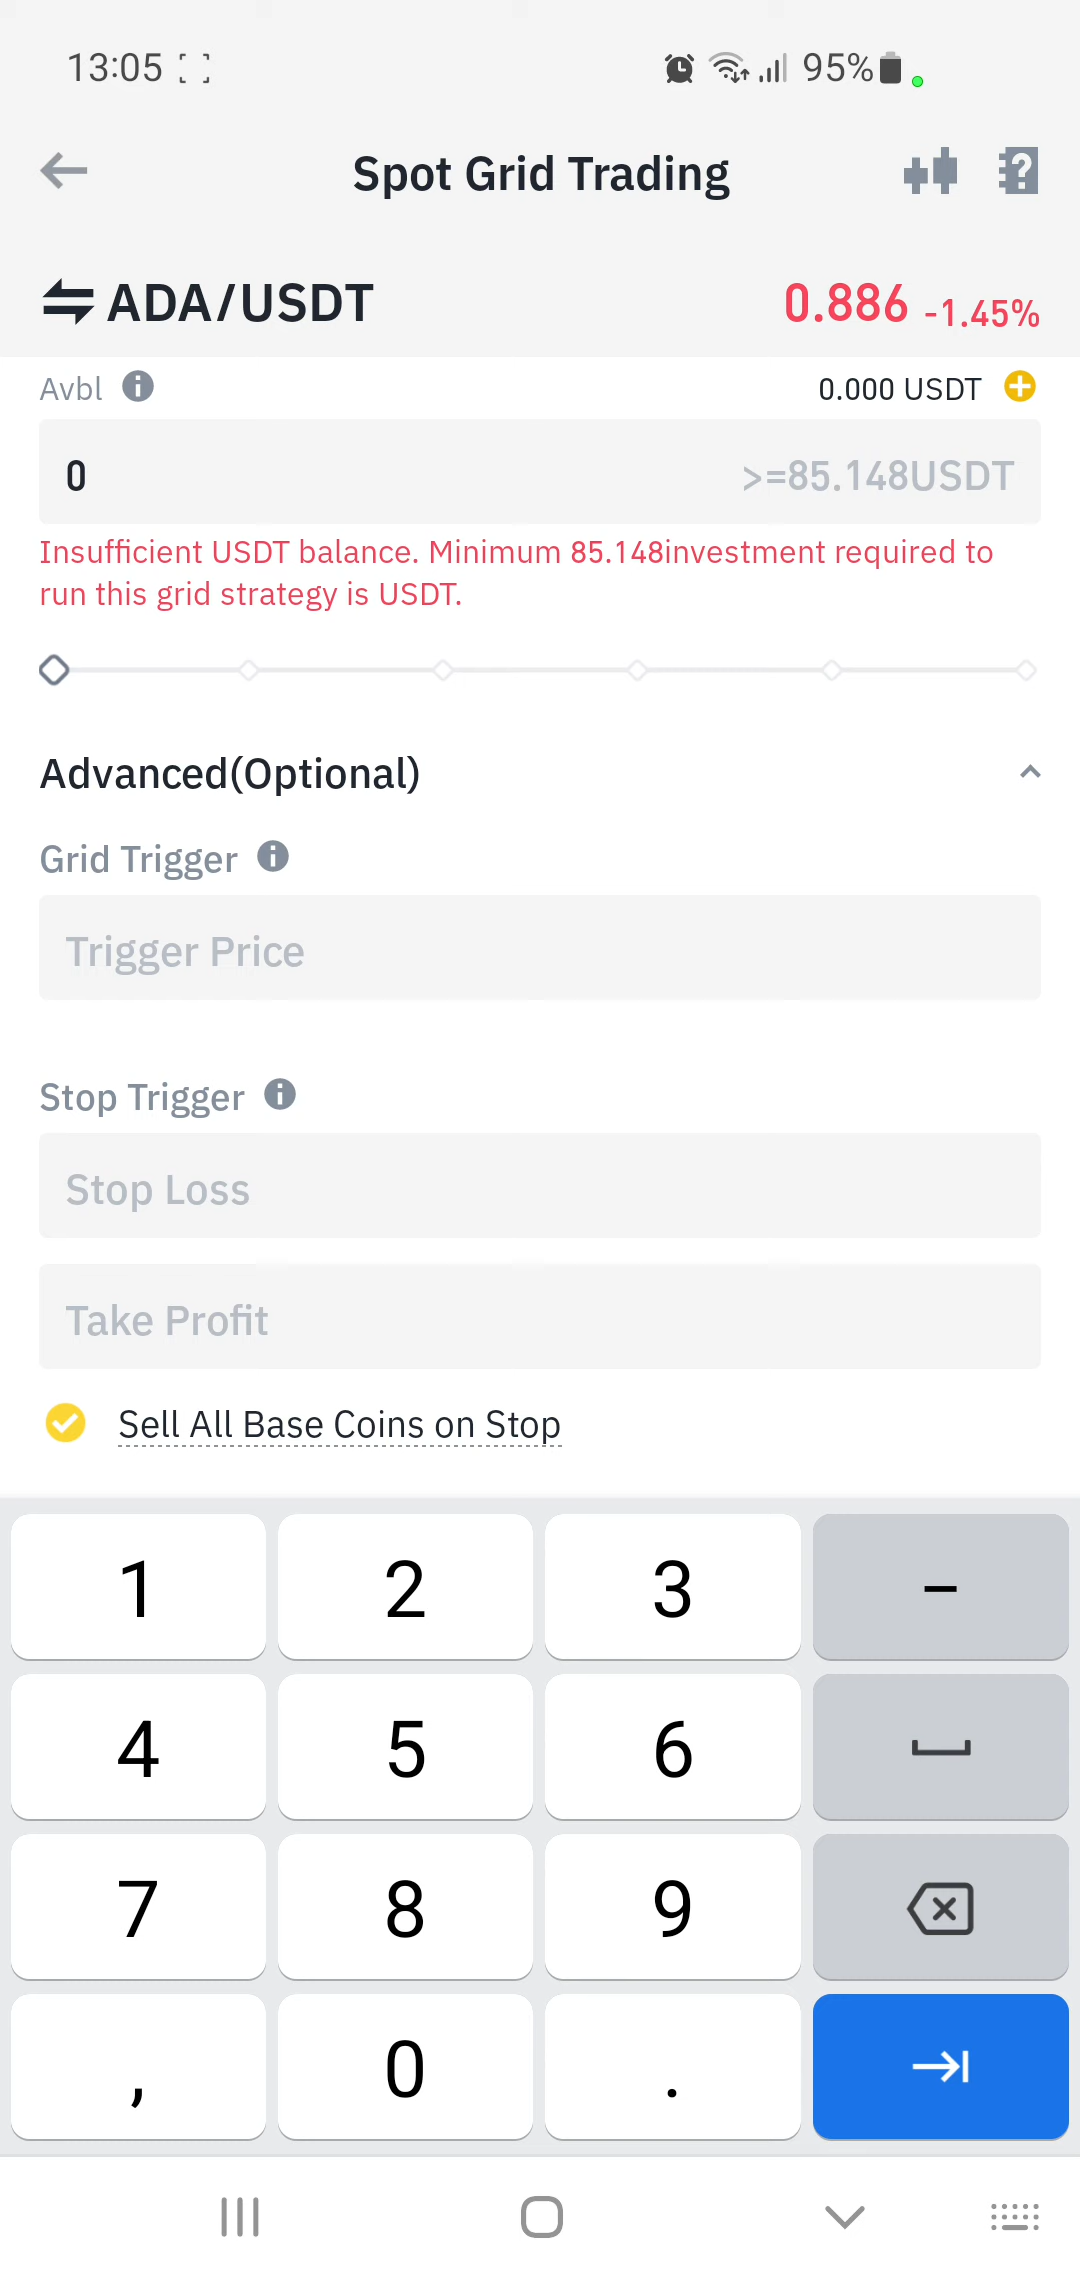 13:05 95%
Spot Grid Trading
ADA/USDT 0.886 -1.45%
Avbl 0.000 USDT
0 >=85.148USDT
Insufficient USDT balance. Minimum 85.148investment required to
run this grid strategy is USDT.
Advanced(Optional)
Grid Trigger
Trigger Price
Stop Trigger
Stop Loss
Take Profit
Sell All Base Coins on Stop
1 2 3 –
4 5 6
7 8 9
, 0 .